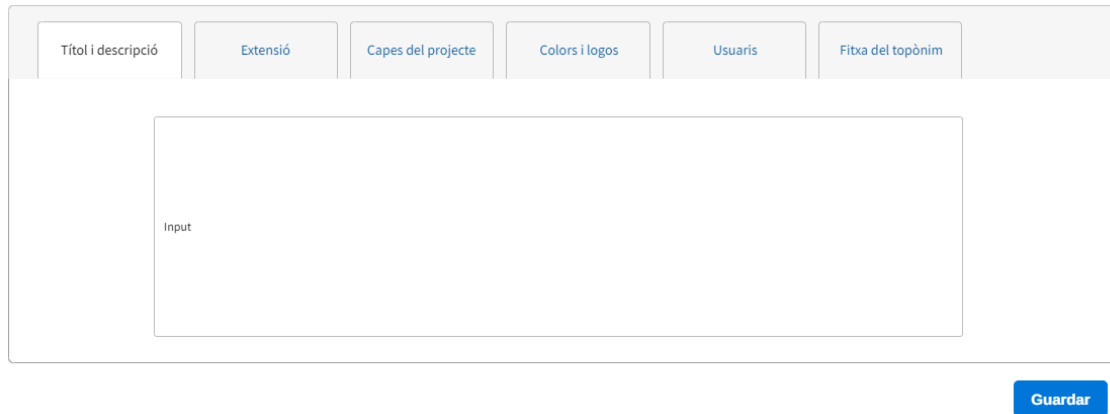 Títol i descripció Extensió Capes del projecte Colors i logos Usuaris Fitxa del topònim
Input
Guardar